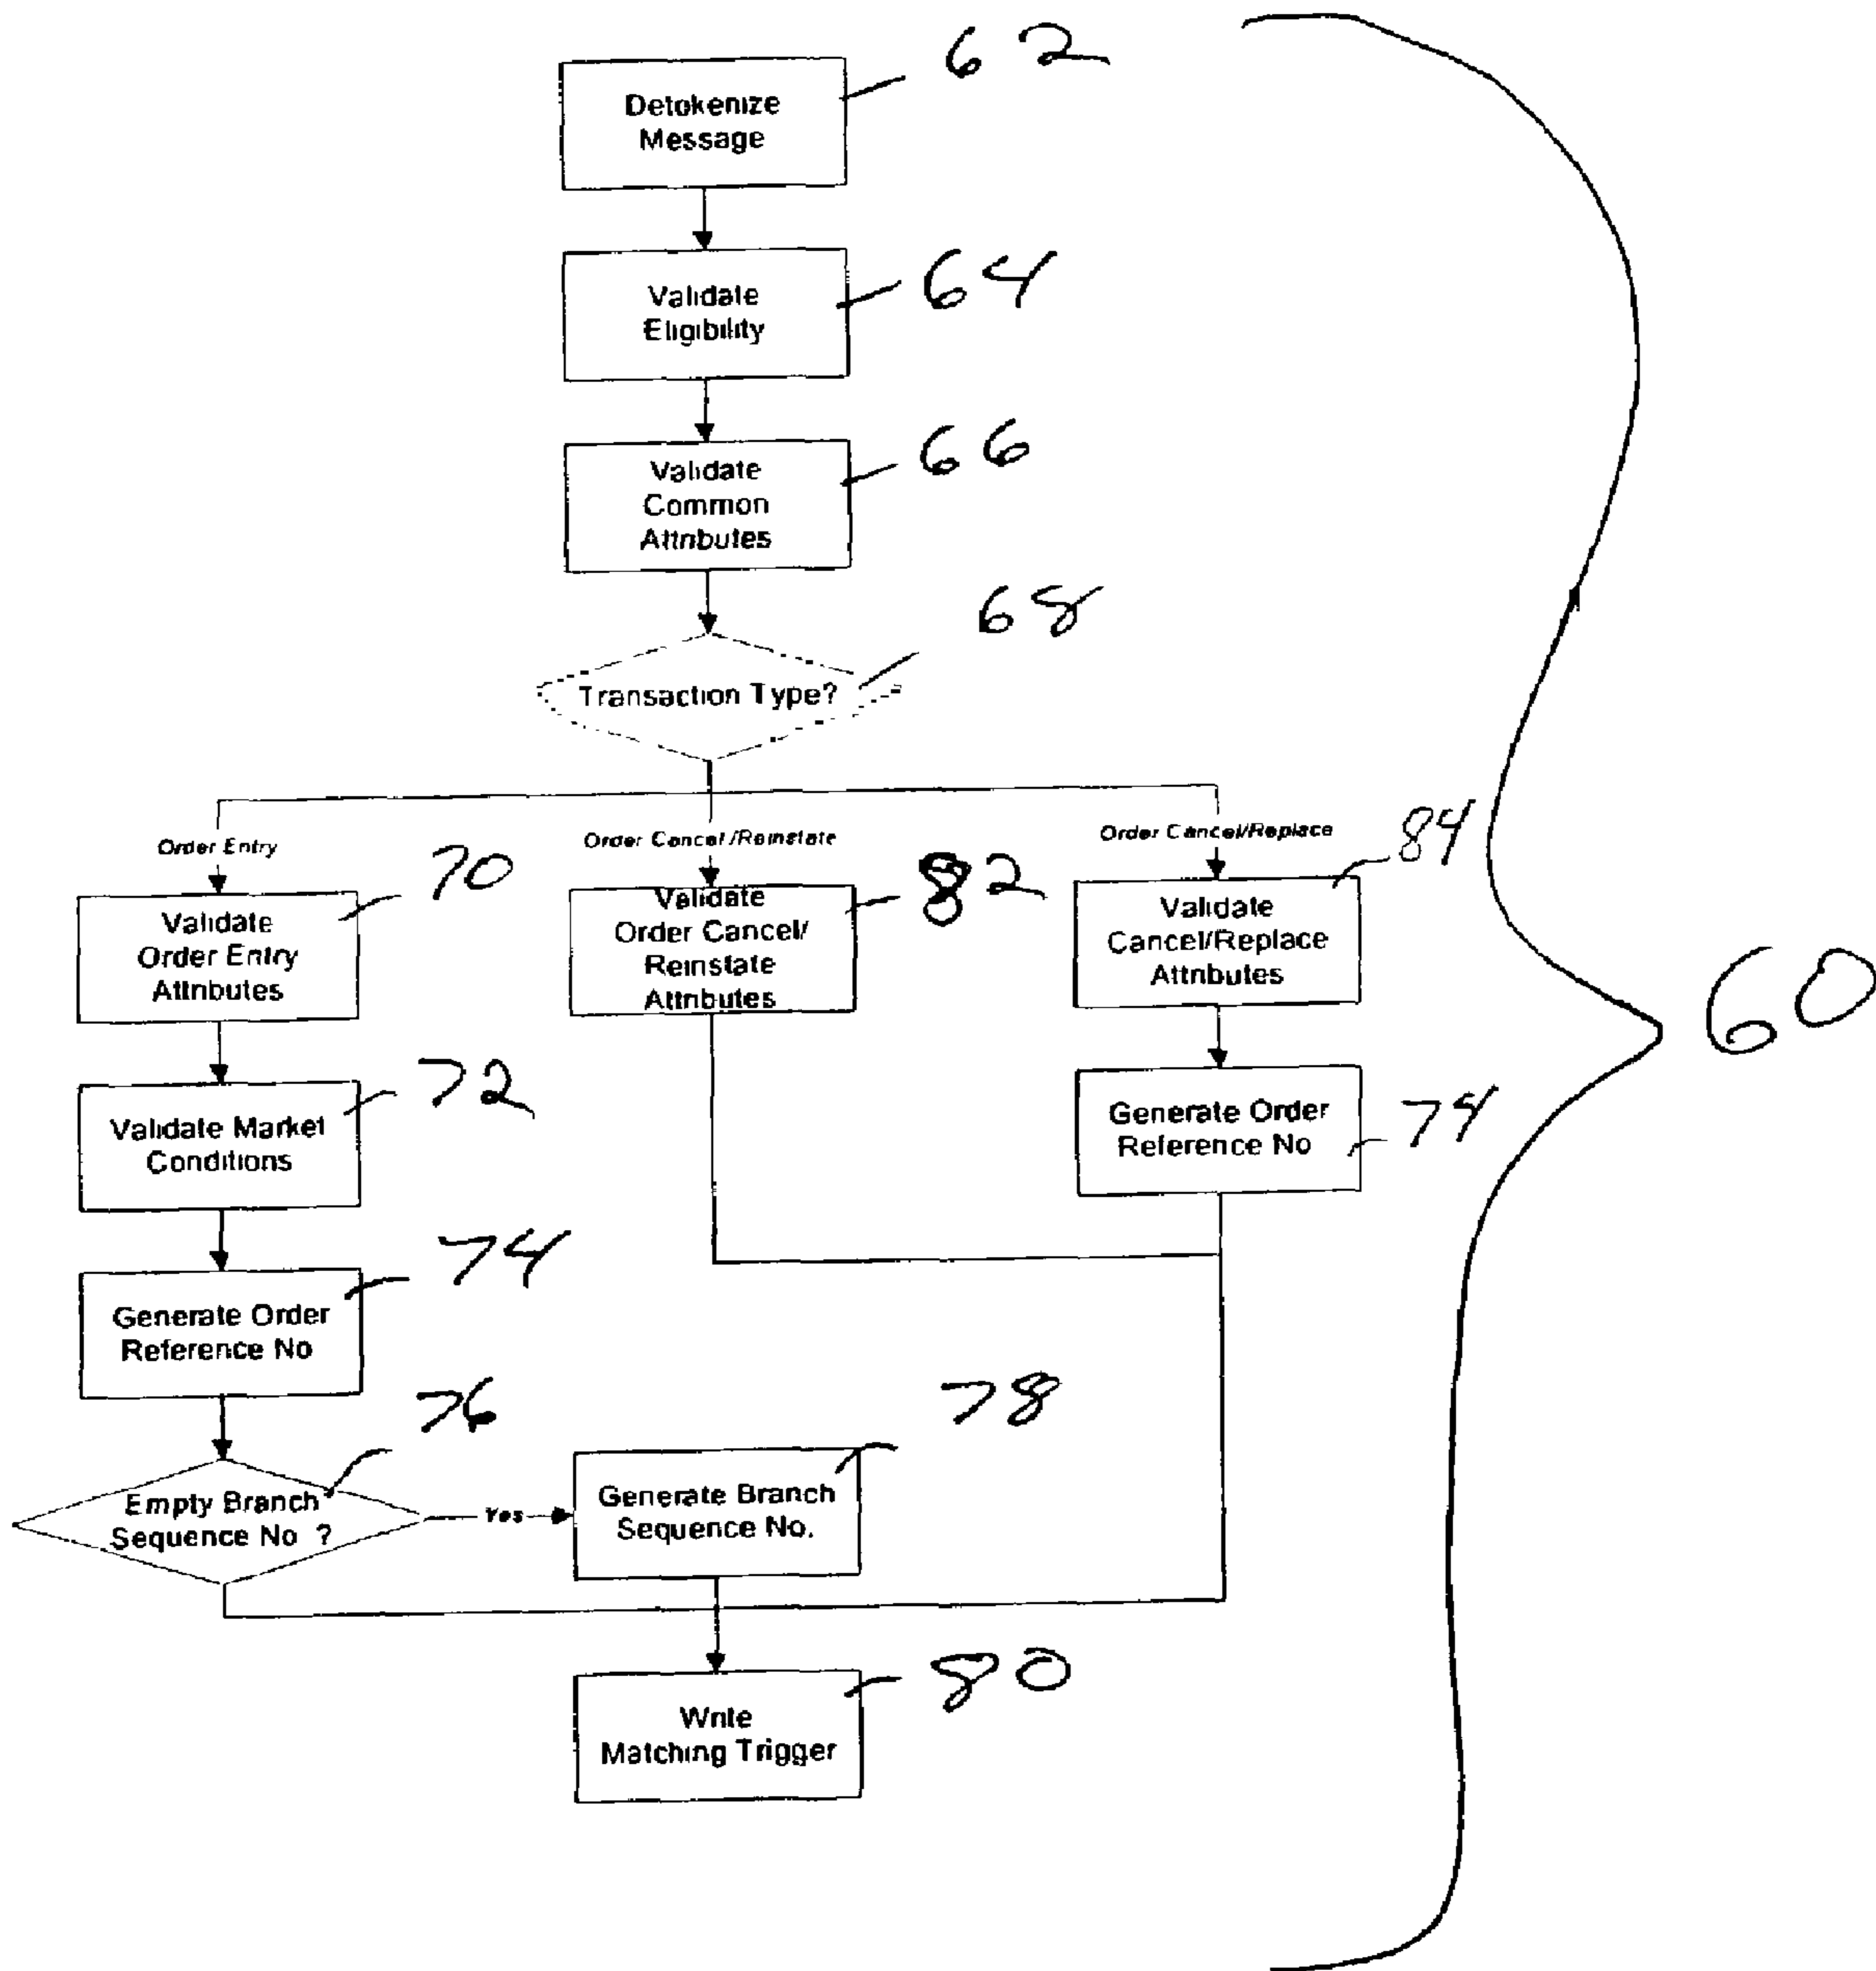 62
Detokenize
Message
64
Validate
Eligibility
66
Validate
Common
Attributes
68
Transaction Type?
Order Entry
Order Cancel/Reinstate
Order Cancel/Replace
70
82
84
Validate
Order Entry
Attributes
Validate
Order Cancel/
Reinstate
Attributes
Validate
Cancel/Replace
Attributes
60
72
Validate Market
Conditions
Generate Order
Reference No
74
74
Generate Order
Reference No
76
78
Empty Branch
Sequence No ?
Yes
Generate Branch
Sequence No.
80
Write
Matching Trigger